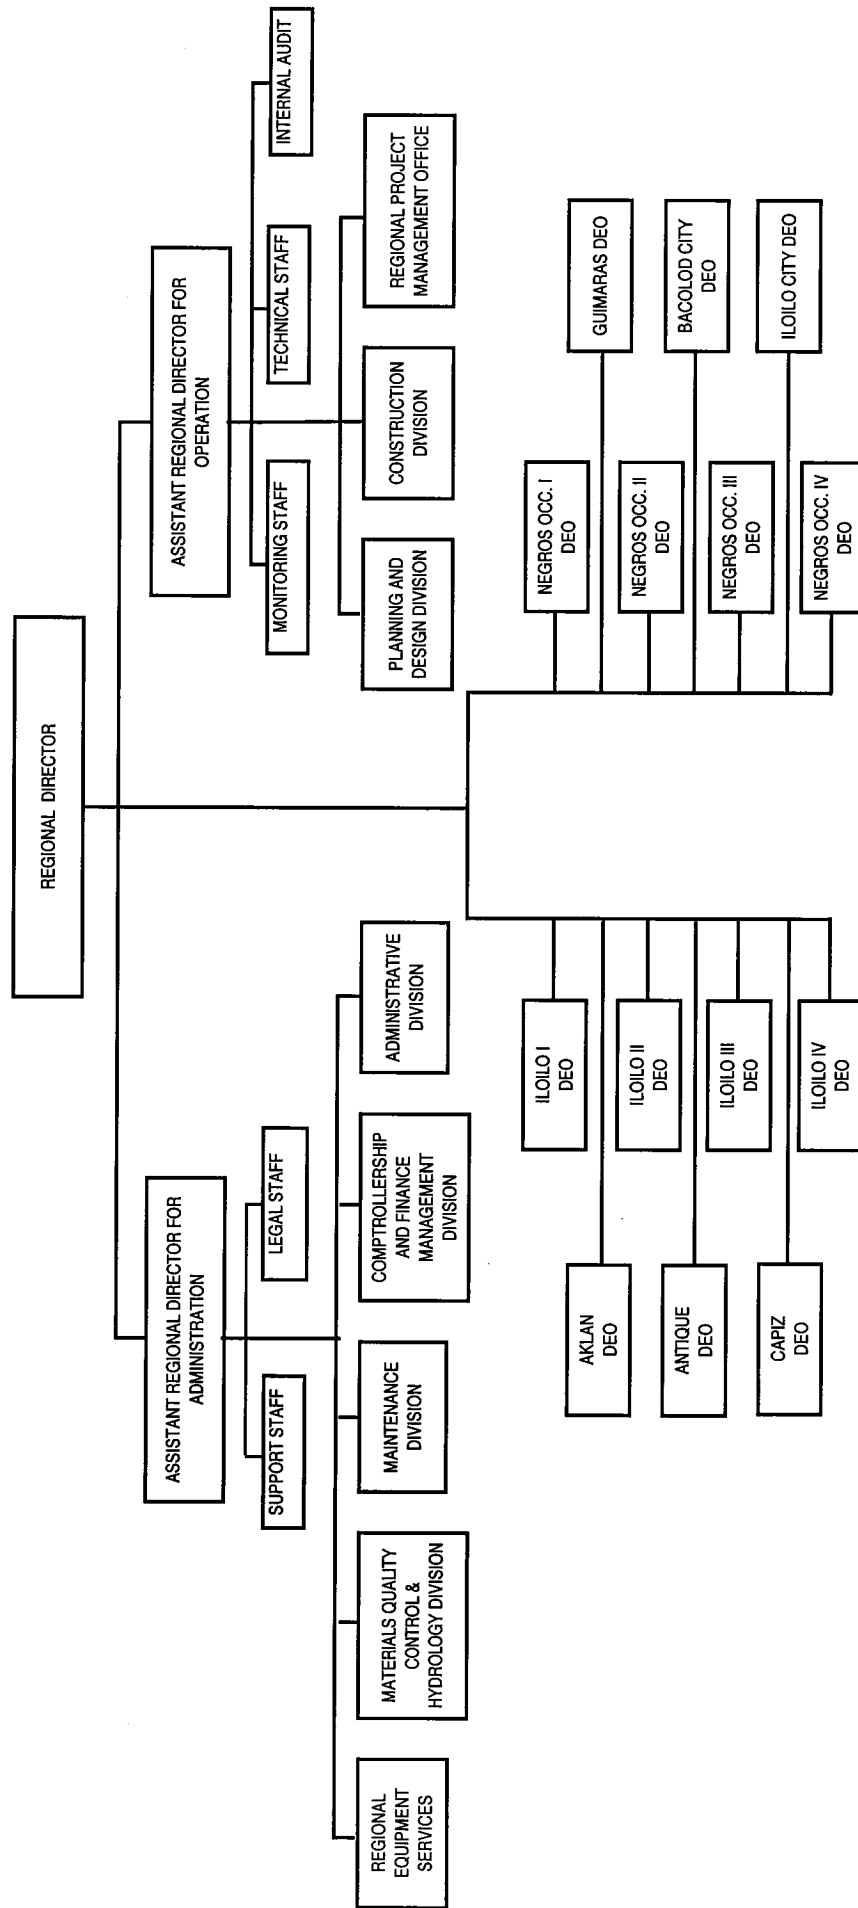 REGIONAL DIRECTOR
ASSISTANT REGIONAL DIRECTOR FOR
ADMINISTRATION
ASSISTANT REGIONAL DIRECTOR FOR
OPERATION
SUPPORT STAFF
LEGAL STAFF
MONITORING STAFF
TECHNICAL STAFF
INTERNAL AUDIT
REGIONAL
EQUIPMENT
SERVICES
MATERIALS QUALITY
CONTROL &
HYDROLOGY DIVISION
MAINTENANCE
DIVISION
COMPTROLLERSHIP
AND FINANCE
MANAGEMENT
DIVISION
ADMINISTRATIVE
DIVISION
PLANNING AND
DESIGN DIVISION
CONSTRUCTION
DIVISION
REGIONAL PROJECT
MANAGEMENT OFFICE
ILOILO I
DEO
NEGROS OCC. I
DEO
AKLAN
DEO
GUIMARAS DEO
ILOILO II
DEO
NEGROS OCC. II
DEO
ANTIQUE
DEO
BACOLOD CITY
DEO
ILOILO III
DEO
NEGROS OCC. III
DEO
CAPIZ
DEO
ILOILO CITY DEO
ILOILO IV
DEO
NEGROS OCC. IV
DEO